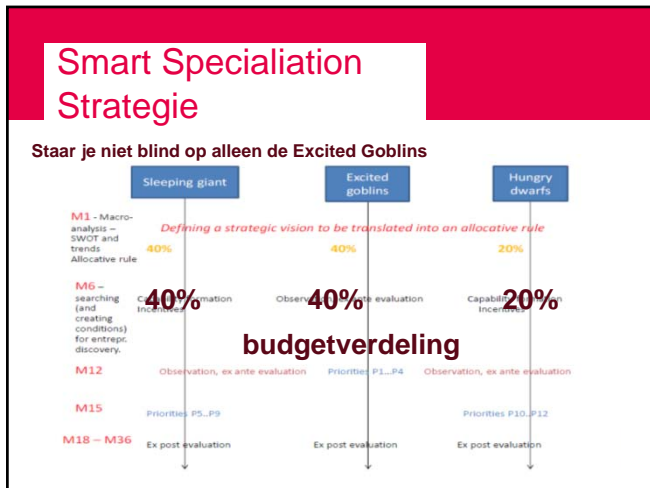 Smart Specialiation
Strategie
Staar je niet blind op alleen de Excited Goblins
Sleeping giant
Excited
goblins
Hungry
dwarfs
M1 - Macro-
analysis –
SWOT and
trends
Allocative rule
Defining a strategic vision to be translated into an allocative rule
40% 40% 20%
M6 –
searching
(and
creating
conditions)
for entrepr.
discovery.
Incentives
ex ante evaluation
Incentives
40% 40% 20%
budgetverdeling
M12 Observation, ex ante evaluation Priorities P1...P4 Observation, ex ante evaluation
M15
Priorities P5..P9 Priorities P10..P12
M18 – M36 Ex post evaluation Ex post evaluation Ex post evaluation